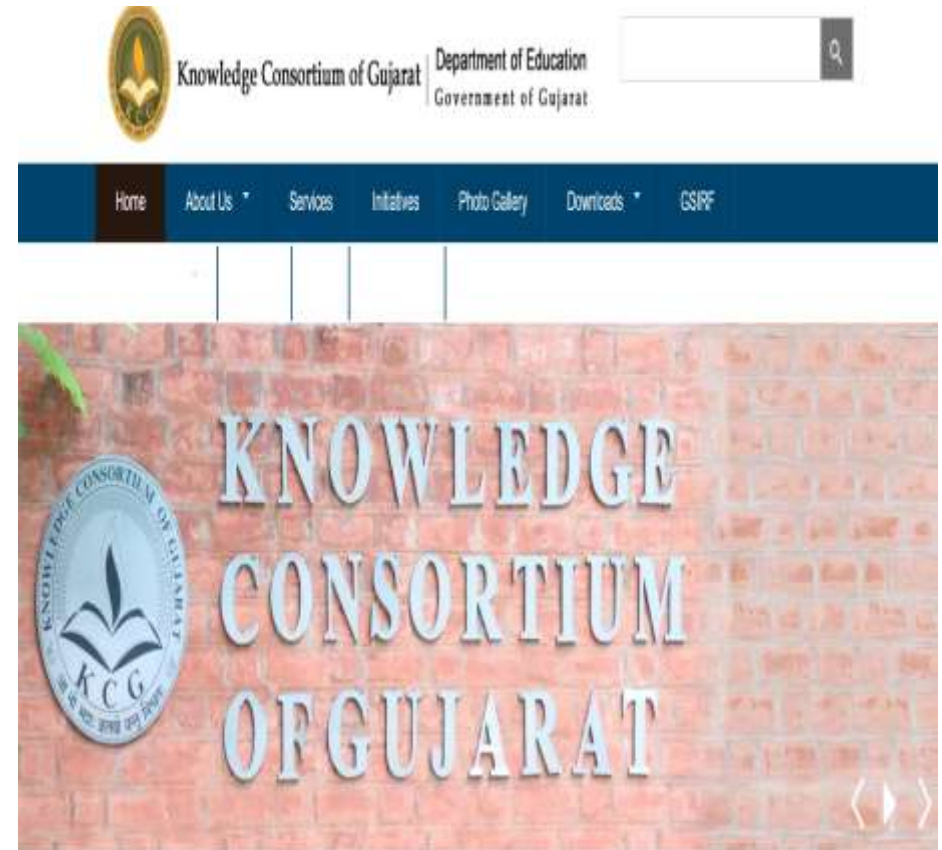 Knowledge Consortium of Gujarat
Department of Education
Government of Gujarat
KCG
Home About Us Services Initiatives Photo Gallery Downloads GSIRF
KNOWLEDGE CONSORTIUM OF GUJARAT
KCG
KNOWLEDGE
CONSORTIUM
OFGUJARAT